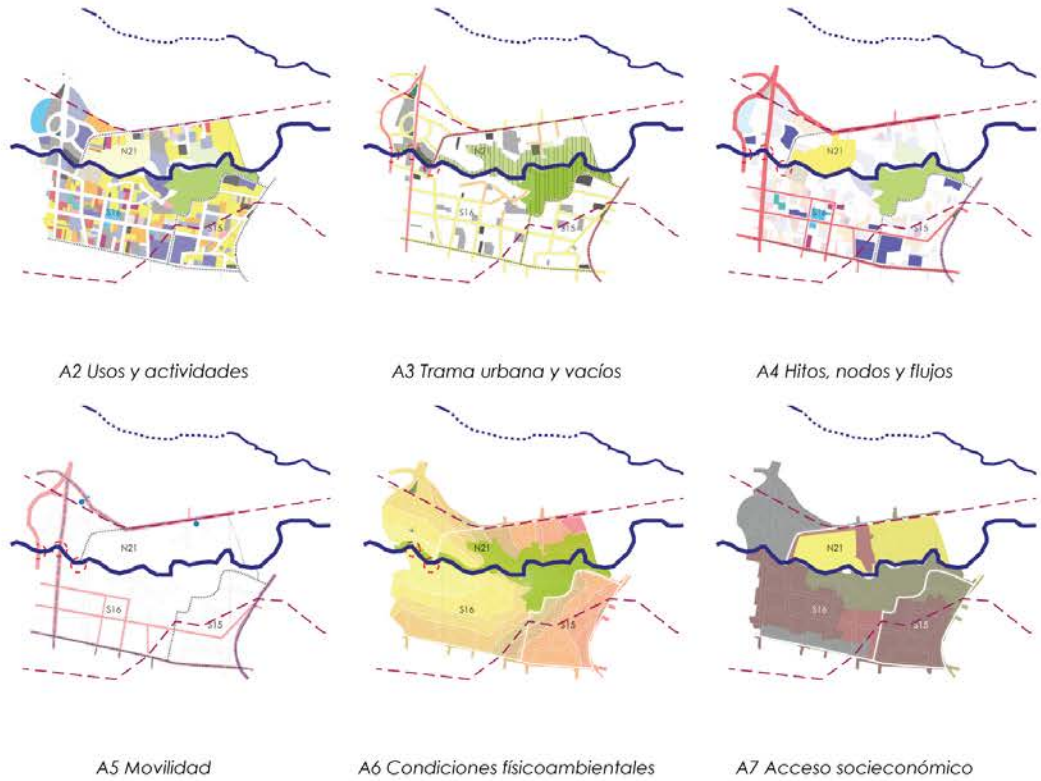 N21
S16
S15
N21
S16
S15
N21
S16
S15
A2 Usos y actividades
A3 Trama urbana y vacíos
A4 Hitos, nodos y flujos
N21
S16
S15
N21
S16
S15
N21
S16
S15
A5 Movilidad
A6 Condiciones físicoambientales
A7 Acceso socieconómico